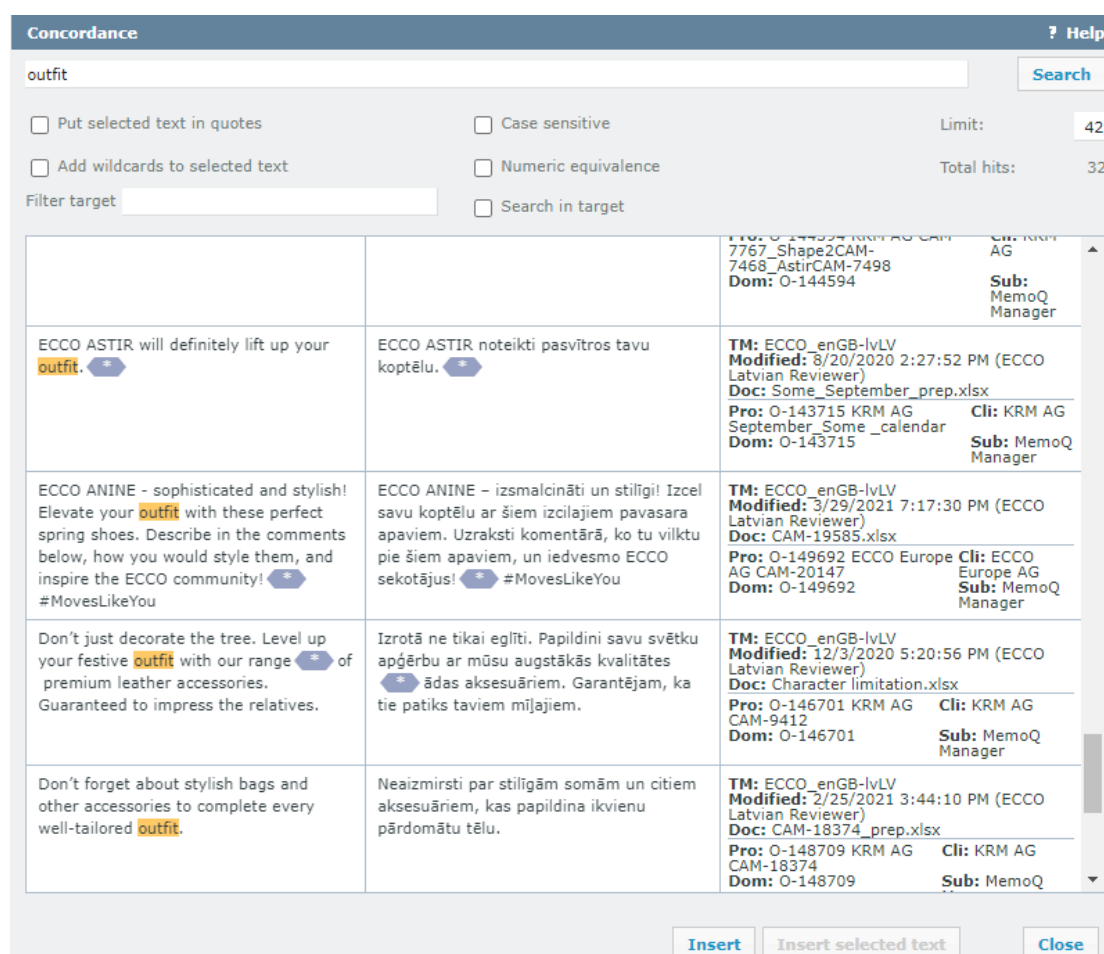 Concordance ? Help
outfit Search
Put selected text in quotes Case sensitive Limit: 42
Add wildcards to selected text Numeric equivalence Total hits: 32
Filter target Search in target
Pro: O-144594 KRM AG CAM- Cli: KRM
7767_Shape2CAM- AG
7468_AstirCAM-7498
Dom: O-144594 Sub:
MemoQ
Manager
ECCO ASTIR will definitely lift up your
outfit. *
ECCO ASTIR noteikti pasvītros tavu
koptēlu. *
TM: ECCO_enGB-lvLV
Modified: 8/20/2020 2:27:52 PM (ECCO
Latvian Reviewer)
Doc: Some_September_prep.xlsx
Pro: O-143715 KRM AG Cli: KRM AG
September_Some _calendar
Dom: O-143715 Sub: MemoQ
Manager
ECCO ANINE - sophisticated and stylish!
Elevate your outfit with these perfect
spring shoes. Describe in the comments
below, how you would style them, and
inspire the ECCO community! *
#MovesLikeYou
ECCO ANINE – izsmalcināti un stilīgi! Izcel
savu koptēlu ar šiem izcilajiem pavasara
apaviem. Uzraksti komentārā, ko tu vilktu
pie šiem apaviem, un iedvesmo ECCO
sekotājus! * #MovesLikeYou
TM: ECCO_enGB-lvLV
Modified: 3/29/2021 7:17:30 PM (ECCO
Latvian Reviewer)
Doc: CAM-19585.xlsx
Pro: O-149692 ECCO Europe Cli: ECCO
AG CAM-20147 Europe AG
Dom: O-149692 Sub: MemoQ
Manager
Don’t just decorate the tree. Level up
your festive outfit with our range * of
premium leather accessories.
Guaranteed to impress the relatives.
Izrotā ne tikai eglīti. Papildini savu svētku
apģērbu ar mūsu augstākās kvalitātes
* ādas aksesuāriem. Garantējam, ka
tie patiks taviem mīļajiem.
TM: ECCO_enGB-lvLV
Modified: 12/3/2020 5:20:56 PM (ECCO
Latvian Reviewer)
Doc: Character limitation.xlsx
Pro: O-146701 KRM AG Cli: KRM AG
CAM-9412
Dom: O-146701 Sub: MemoQ
Manager
Don’t forget about stylish bags and
other accessories to complete every
well-tailored outfit.
Neaizmirsti par stilīgām somām un citiem
aksesuāriem, kas papildina ikvienu
pārdomātu tēlu.
TM: ECCO_enGB-lvLV
Modified: 2/25/2021 3:44:10 PM (ECCO
Latvian Reviewer)
Doc: CAM-18374_prep.xlsx
Pro: O-148709 KRM AG Cli: KRM AG
CAM-18374
Dom: O-148709 Sub: MemoQ
Insert Insert selected text Close